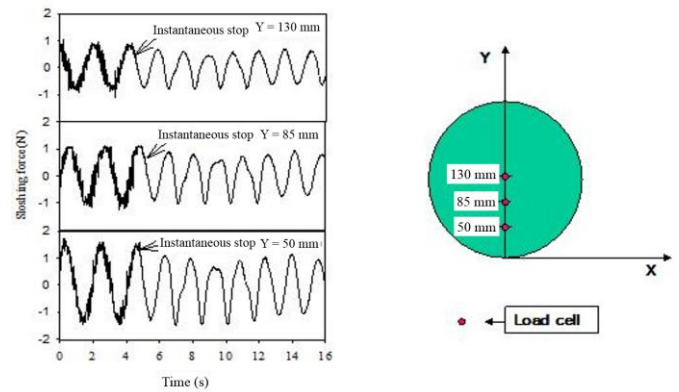 2
1
0
-1
Instantaneous stop Y = 130 mm
2
1
0
-1
-2
Instantaneous stop Y = 85 mm
2
1
0
-1
-2
Instantaneous stop Y = 50 mm
0 2 4 6 8 10 12 14 16
Time (s)
Sloshing force(N)
Y
130 mm
85 mm
50 mm
X
Load cell